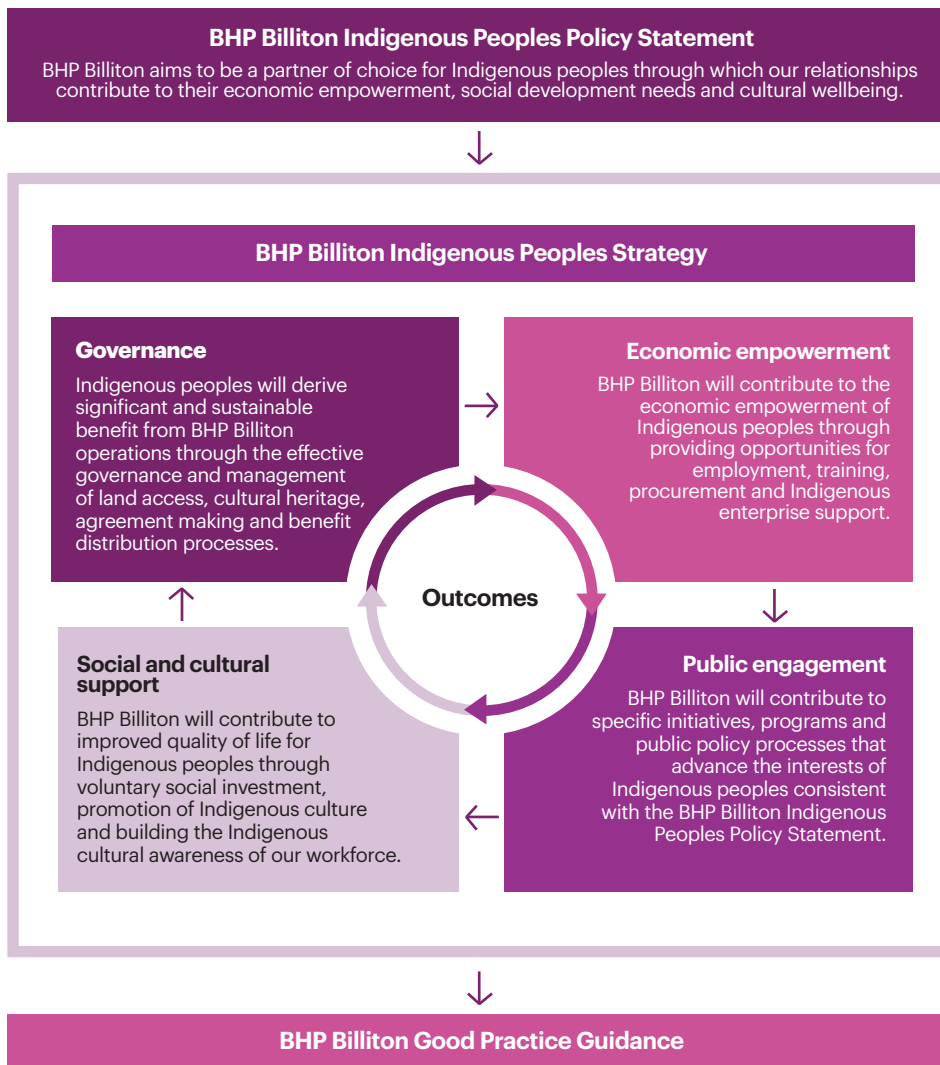 BHP Billiton Indigenous Peoples Policy Statement
BHP Billiton aims to be a partner of choice for Indigenous peoples through which our relationships
contribute to their economic empowerment, social development needs and cultural wellbeing.
BHP Billiton Indigenous Peoples Strategy
Governance
Indigenous peoples will derive
significant and sustainable
benefit from BHP Billiton
operations through the effective
governance and management
of land access, cultural heritage,
agreement making and benefit
distribution processes.
Economic empowerment
BHP Billiton will contribute to the
economic empowerment of
Indigenous peoples through
providing opportunities for
employment, training,
procurement and Indigenous
enterprise support.
Outcomes
Social and cultural
support
BHP Billiton will contribute to
improved quality of life for
Indigenous peoples through
voluntary social investment,
promotion of Indigenous culture
and building the Indigenous
cultural awareness of our workforce.
Public engagement
BHP Billiton will contribute to
specific initiatives, programs and
public policy processes that
advance the interests of
Indigenous peoples consistent
with the BHP Billiton Indigenous
Peoples Policy Statement.
BHP Billiton Good Practice Guidance